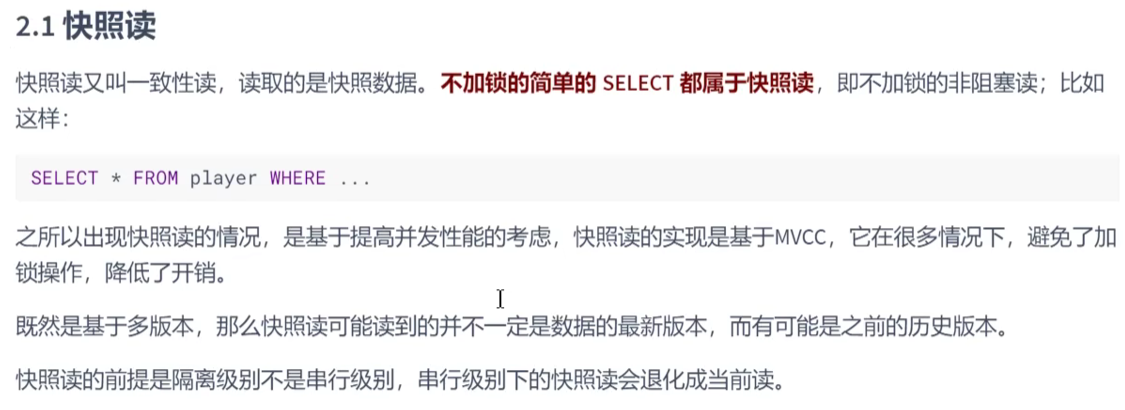 2.1 快照读
快照读又叫一致性读，读取的是快照数据。不加锁的简单的 SELECT 都属于快照读，即不加锁的非阻塞读；比如
这样：
SELECT * FROM player WHERE ...
之所以出现快照读的情况，是基于提高并发性能的考虑，快照读的实现是基于MVCC，它在很多情况下，避免了加
锁操作，降低了开销。
既然是基于多版本，那么快照读可能读到的并不一定是数据的最新版本，而有可能是之前的历史版本。
快照读的前提是隔离级别不是串行级别，串行级别下的快照读会退化成当前读。